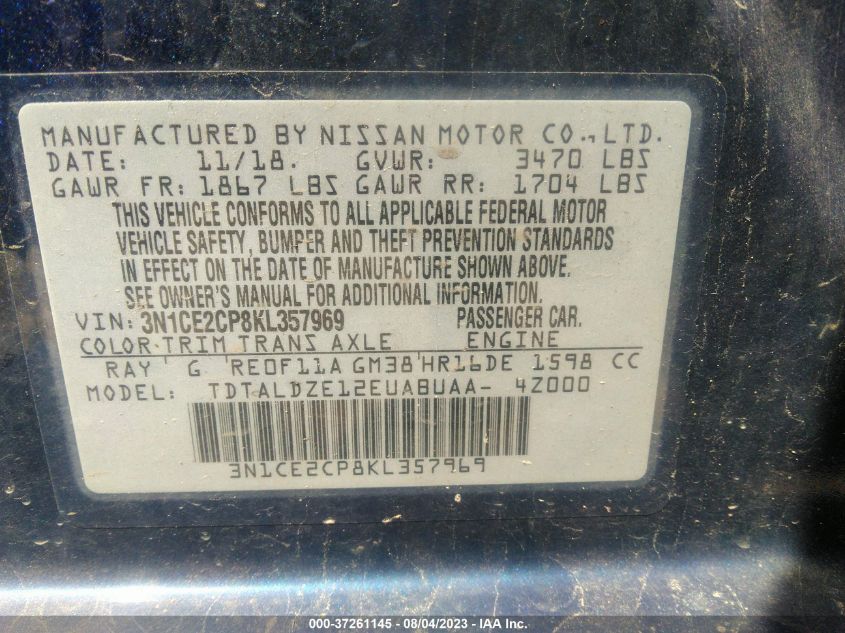 MANUFACTURED BY NISSAN MOTOR CO., LTD.
DATE: 11/18. GVWR: 3470 LBS
GAWR FR: 1867 LBS GAWR RR: 1704 LBS
THIS VEHICLE CONFORMS TO ALL APPLICABLE FEDERAL MOTOR
VEHICLE SAFETY, BUMPER AND THEFT PREVENTION STANDARDS
IN EFFECT ON THE DATE OF MANUFACTURE SHOWN ABOVE.
SEE OWNER'S MANUAL FOR ADDITIONAL INFORMATION.
VIN: 3N1CE2CP8KL357969 PASSENGER CAR.
COLOR TRIM TRANS AXLE ENGINE
RAY G RE0F11A GM38 HR16DE 1598 CC
MODEL: TDTALDZE12EUABUAA- 4Z000
3N1CE2CP8KL357969
000-37261145 - 08/04/2023 - IAA Inc.